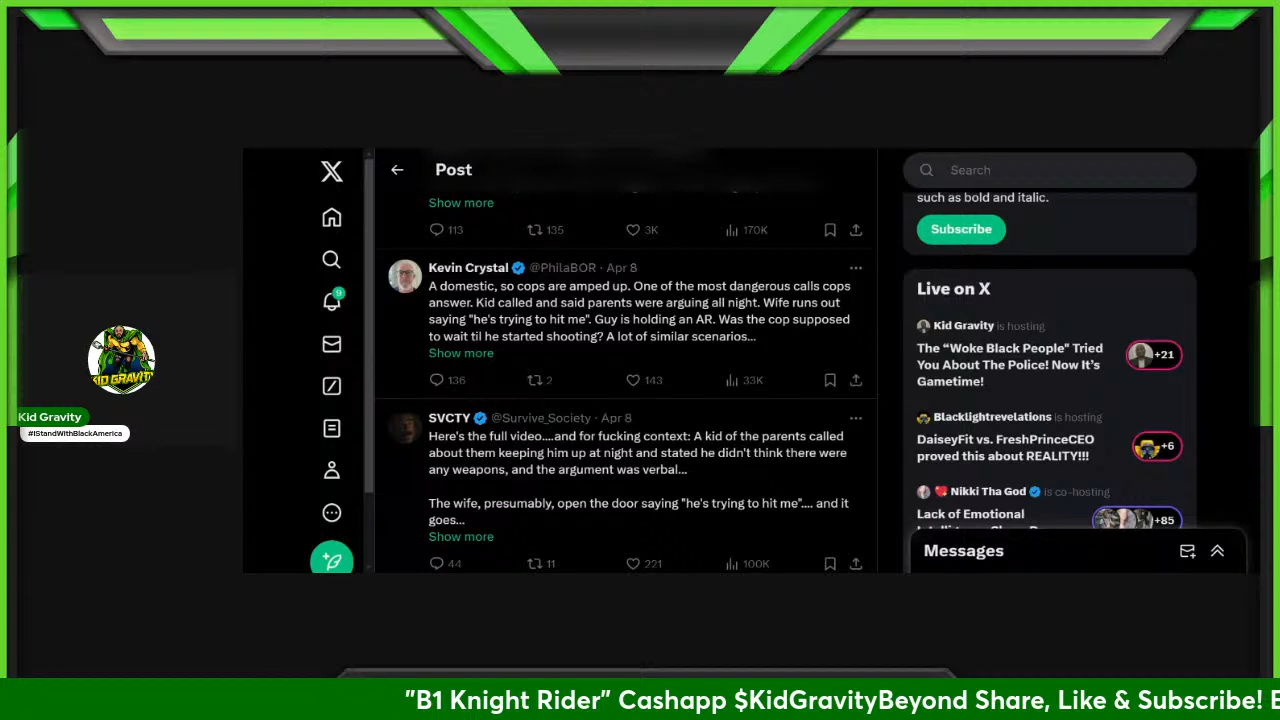 Post
Search
Show more
113
135
3K
170K
such as bold and italic.
Subscribe
9
Kevin Crystal @PhilaBOR · Apr 8
A domestic, so cops are amped up. One of the most dangerous calls cops
answer. Kid called and said parents were arguing all night. Wife runs out
saying "he's trying to hit me". Guy is holding an AR. Was the cop supposed
to wait til he started shooting? A lot of similar scenarios...
Show more
136
2
143
33K
SVCTY @Survive_Society · Apr 8
Here's the full video....and for fucking context: A kid of the parents called
about them keeping him up at night and stated he didn't think there were
any weapons, and the argument was verbal...
The wife, presumably, open the door saying "he's trying to hit me".... and it
goes...
Show more
44
11
221
100K
Live on X
Kid Gravity is hosting
The “Woke Black People" Tried
You About The Police! Now It’s
Gametime!
+21
Blacklightrevelations is hosting
DaiseyFit vs. FreshPrinceCEO
proved this about REALITY!!!
+6
Nikki Tha God is co-hosting
Lack of Emotional
+85
Messages
KID GRAVITY
Kid Gravity
#IStandWithBlackAmerica
"B1 Knight Rider" Cashapp $KidGravityBeyond Share, Like & Subscribe! E